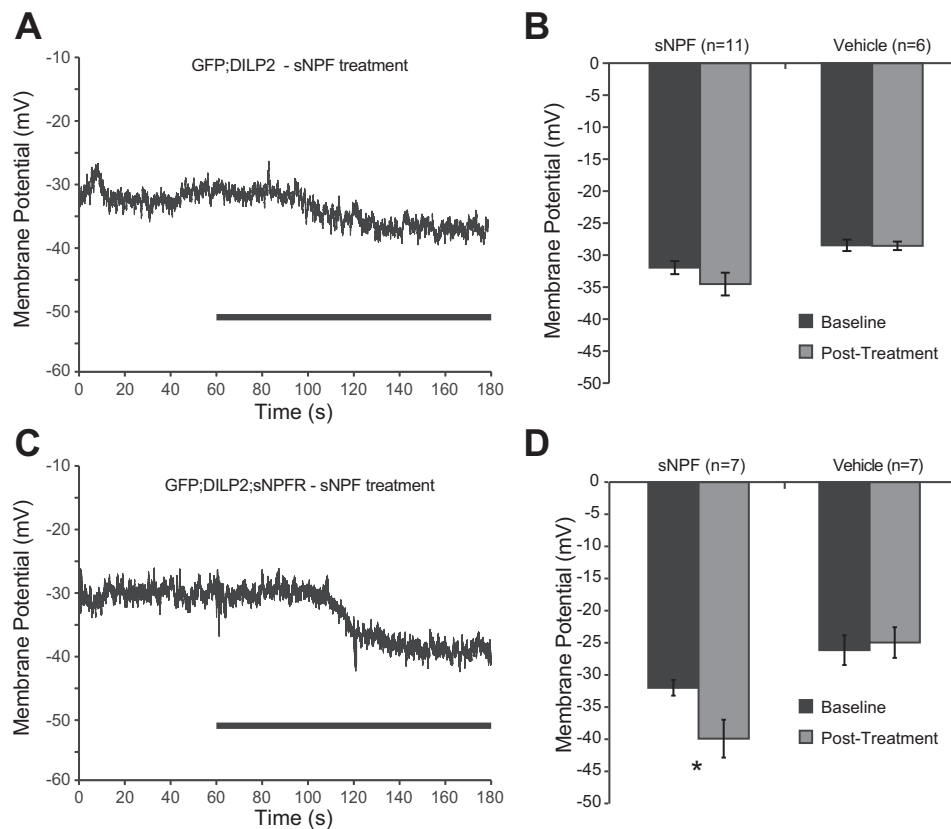 A
GFP;DILP2 - sNPF treatment
Membrane Potential (mV)
-10
-20
-30
-40
-50
-60
0 20 40 60 80 100 120 140 160 180
Time (s)
B
sNPF (n=11) Vehicle (n=6)
Membrane Potential (mV)
0
-5
-10
-15
-20
-25
-30
-35
-40
-45
-50
Baseline
Post-Treatment
C
GFP;DILP2;sNPFR - sNPF treatment
Membrane Potential (mV)
-10
-20
-30
-40
-50
-60
0 20 40 60 80 100 120 140 160 180
Time (s)
D
sNPF (n=7) Vehicle (n=7)
Membrane Potential (mV)
0
-5
-10
-15
-20
-25
-30
-35
-40
-45
-50
Baseline
Post-Treatment
*